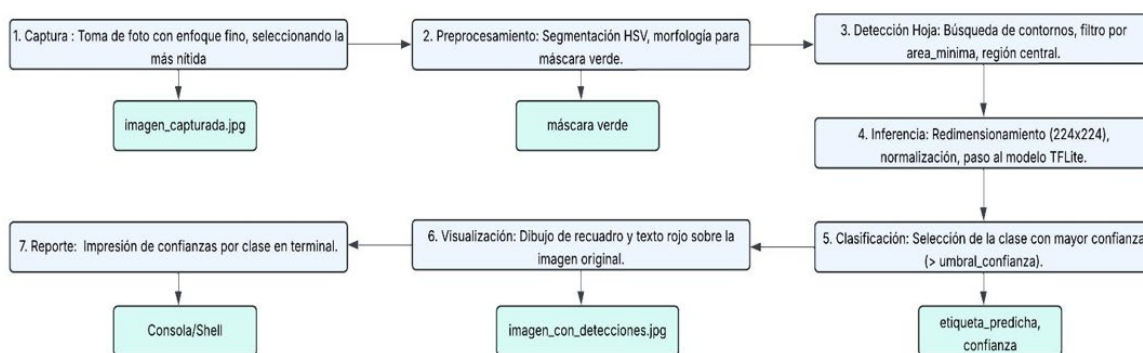 1. Captura : Toma de foto con enfoque fino, seleccionando la
más nítida
imagen_capturada.jpg
2. Preprocesamiento: Segmentación HSV, morfología para
máscara verde.
máscara verde
3. Detección Hoja: Búsqueda de contornos, filtro por
area_minima, región central.
4. Inferencia: Redimensionamiento (224x224),
normalización, paso al modelo TFLite.
5. Clasificación: Selección de la clase con mayor confianza
(> umbral_confianza).
etiqueta_predicha,
confianza
6. Visualización: Dibujo de recuadro y texto rojo sobre la
imagen original.
imagen_con_detecciones.jpg
7. Reporte: Impresión de confianzas por clase en terminal.
Consola/Shell